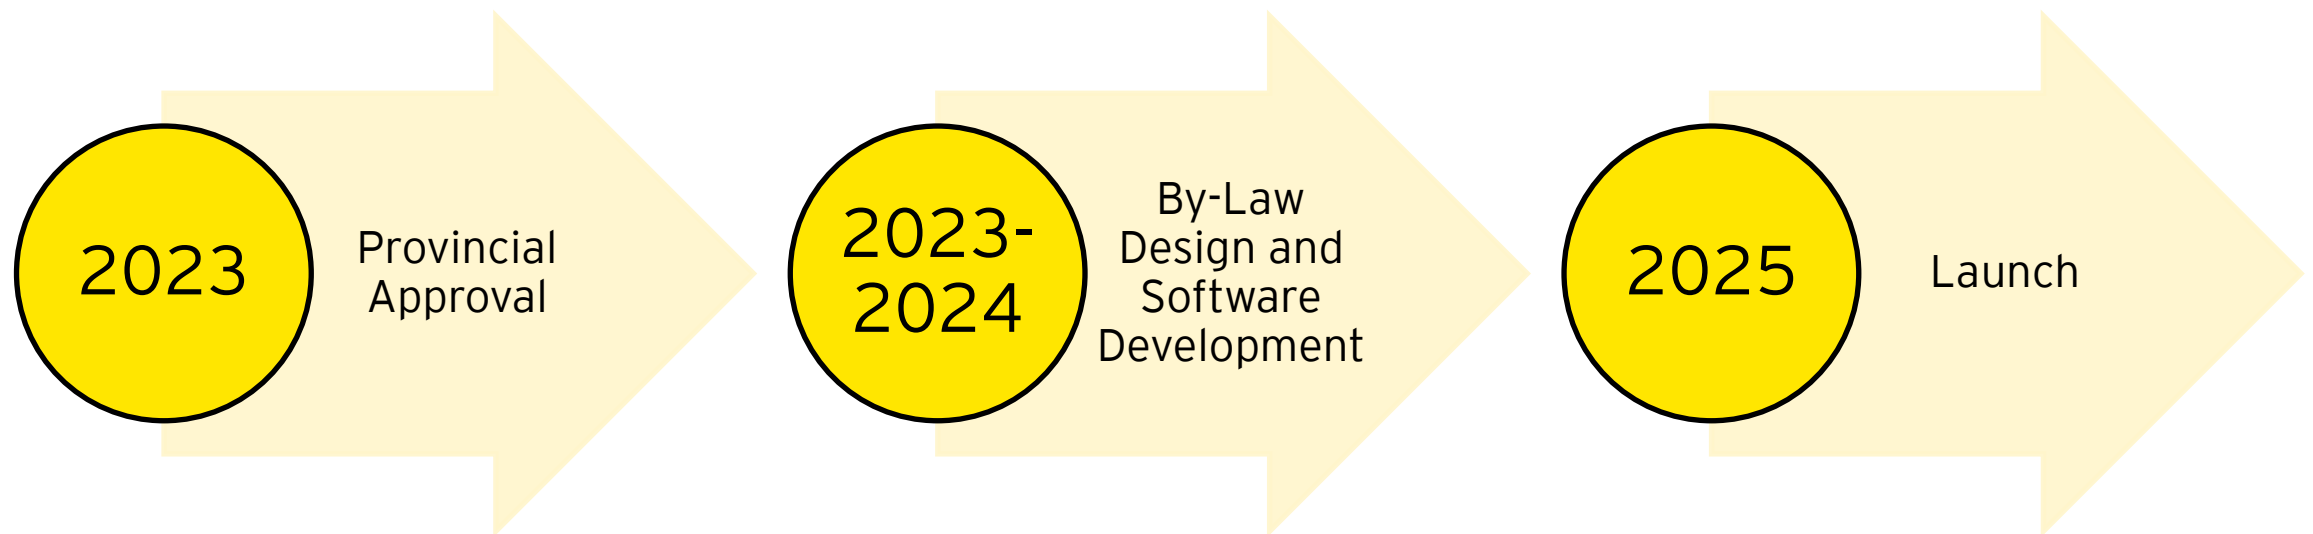 2023
Provincial
Approval
2023-
2024
By-Law
Design and
Software
Development
2025
Launch